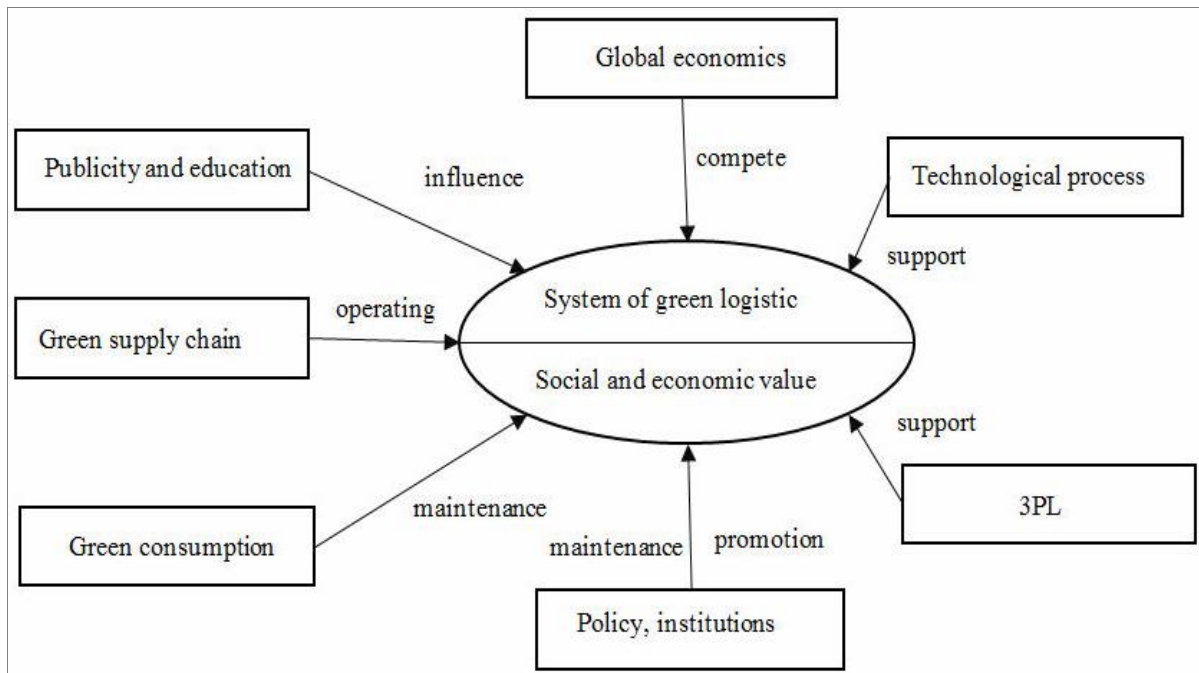 Global economics
Publicity and education
influence
compete
Technological process
support
System of green logistic
operating
Green supply chain
Social and economic value
support
maintenance
3PL
Green consumption
maintenance
promotion
Policy, institutions